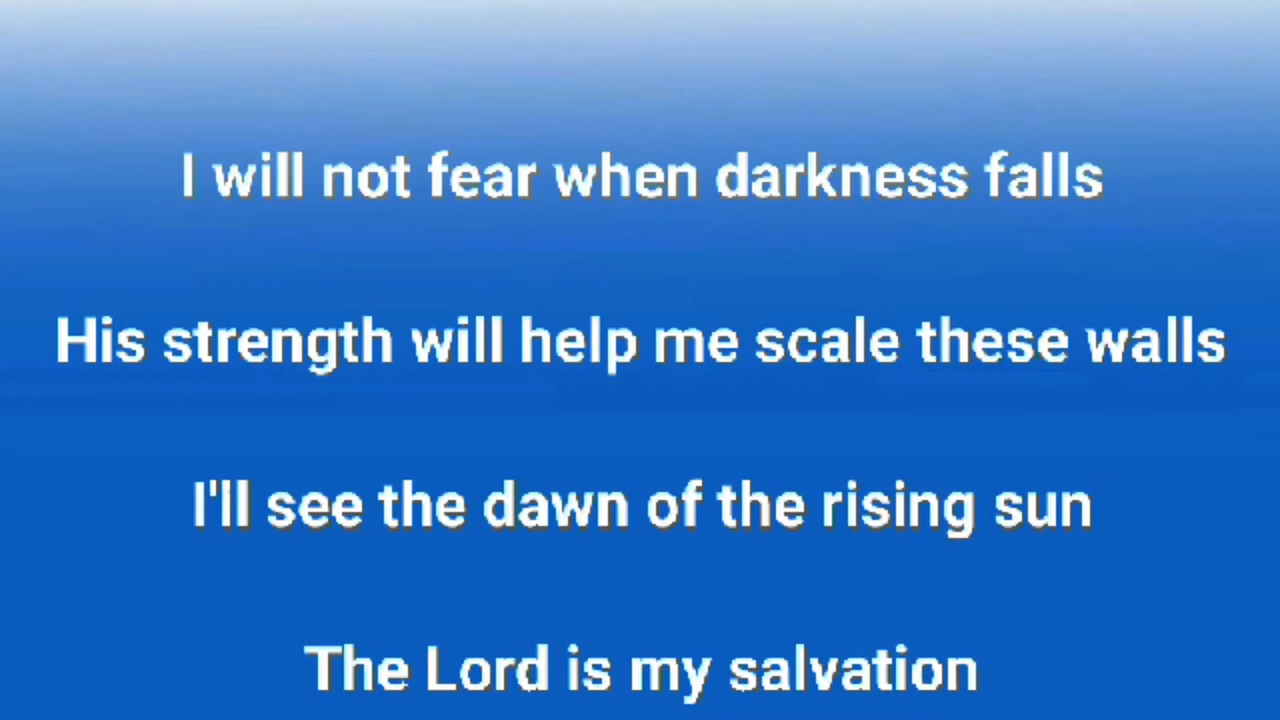 I will not fear when darkness falls
His strength will help me scale these walls
I'll see the dawn of the rising sun
The Lord is my salvation